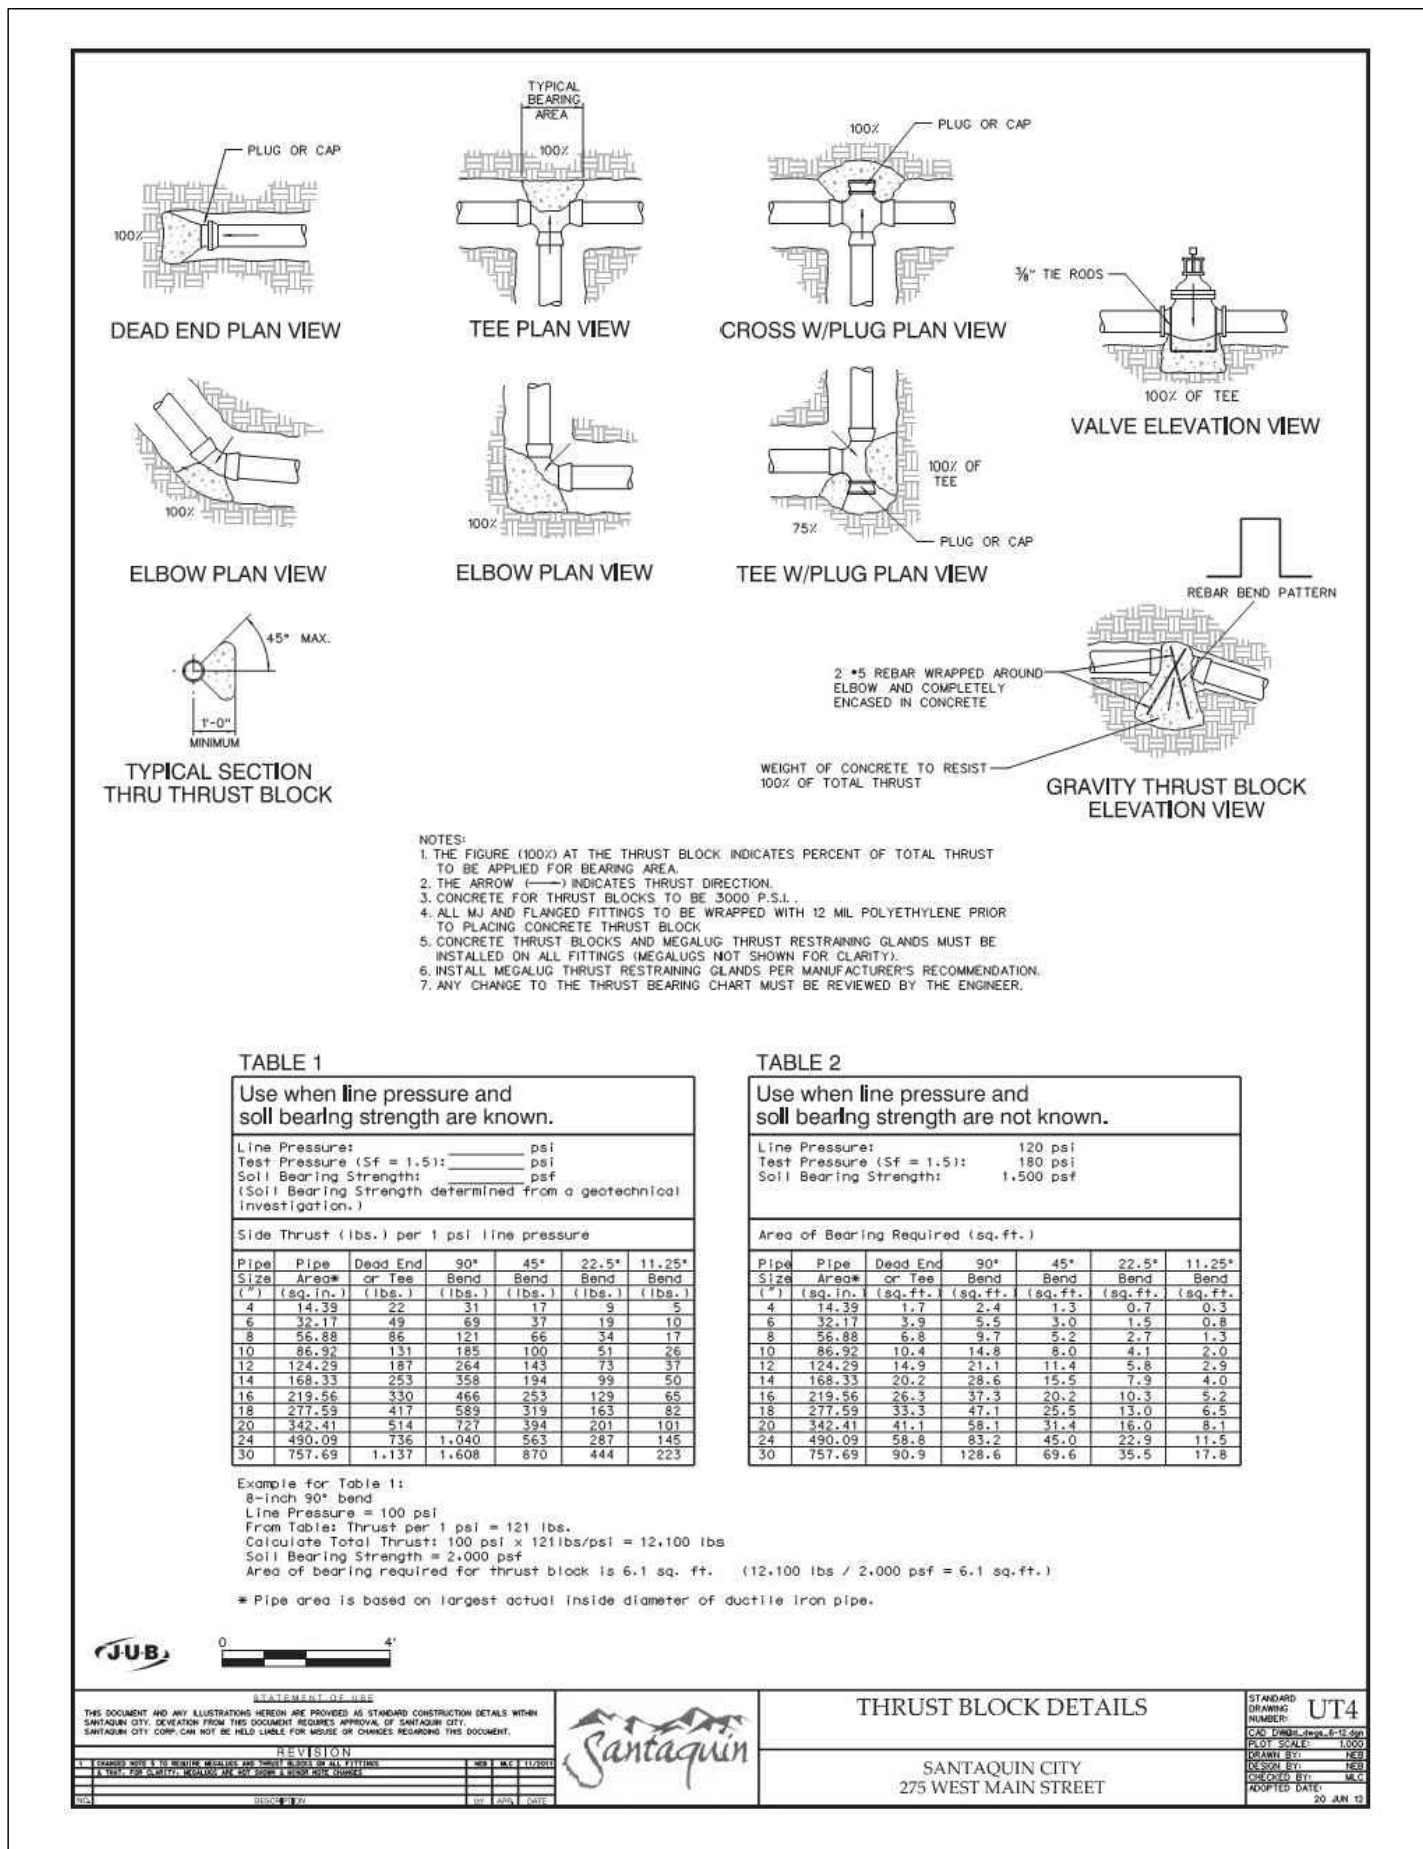 TYPICAL
BEARING
AREA
100%
PLUG OR CAP
100%
DEAD END PLAN VIEW
TEE PLAN VIEW
100%
PLUG OR CAP
CROSS W/PLUG PLAN VIEW
⅜" TIE RODS
100% OF TEE
VALVE ELEVATION VIEW
100%
ELBOW PLAN VIEW
100%
ELBOW PLAN VIEW
100% OF
TEE
75%
PLUG OR CAP
TEE W/PLUG PLAN VIEW
45° MAX.
1'-0"
MINIMUM
TYPICAL SECTION
THRU THRUST BLOCK
REBAR BEND PATTERN
2 #5 REBAR WRAPPED AROUND
ELBOW AND COMPLETELY
ENCASED IN CONCRETE
WEIGHT OF CONCRETE TO RESIST
100% OF TOTAL THRUST
GRAVITY THRUST BLOCK
ELEVATION VIEW
NOTES:
1. THE FIGURE (100%) AT THE THRUST BLOCK INDICATES PERCENT OF TOTAL THRUST
TO BE APPLIED FOR BEARING AREA.
2. THE ARROW (——) INDICATES THRUST DIRECTION.
3. CONCRETE FOR THRUST BLOCKS TO BE 3000 P.S.I. .
4. ALL MJ AND FLANGED FITTINGS TO BE WRAPPED WITH 12 MIL POLYETHYLENE PRIOR
TO PLACING CONCRETE THRUST BLOCK
5. CONCRETE THRUST BLOCKS AND MEGALUG THRUST RESTRAINING GLANDS MUST BE
INSTALLED ON ALL FITTINGS (MEGALUGS NOT SHOWN FOR CLARITY).
6. INSTALL MEGALUG THRUST RESTRAINING GLANDS PER MANUFACTURER'S RECOMMENDATION.
7. ANY CHANGE TO THE THRUST BEARING CHART MUST BE REVIEWED BY THE ENGINEER.
TABLE 1
Use when line pressure and
soil bearing strength are known.
Line Pressure: ________ psi
Test Pressure (Sf = 1.5): ________ psi
Soil Bearing Strength: ________ psf
(Soil Bearing Strength determined from a geotechnical
investigation.)
Side Thrust (lbs.) per 1 psi line pressure
Pipe Pipe Dead End 90° 45° 22.5° 11.25°
Size Area* or Tee Bend Bend Bend Bend
(") (sq.in.) (lbs.) (lbs.) (lbs.) (lbs.) (lbs.)
4 14.39 22 31 17 9 5
6 32.17 49 69 37 19 10
8 56.88 86 121 66 34 17
10 86.92 131 185 100 51 26
12 124.29 187 264 143 73 37
14 168.33 253 358 194 99 50
16 219.56 330 466 253 129 65
18 277.59 417 589 319 163 82
20 342.41 514 727 394 201 101
24 490.09 736 1,040 563 287 145
30 757.69 1,137 1,608 870 444 223
TABLE 2
Use when line pressure and
soil bearing strength are not known.
Line Pressure: 120 psi
Test Pressure (Sf = 1.5): 180 psi
Soil Bearing Strength: 1,500 psf
Area of Bearing Required (sq.ft.)
Pipe Pipe Dead End 90° 45° 22.5° 11.25°
Size Area* or Tee Bend Bend Bend Bend
(") (sq.in.) (sq.ft.) (sq.ft.) (sq.ft.) (sq.ft.) (sq.ft.)
4 14.39 1.7 2.4 1.3 0.7 0.3
6 32.17 3.9 5.5 3.0 1.5 0.8
8 56.88 6.8 9.7 5.2 2.7 1.3
10 86.92 10.4 14.8 8.0 4.1 2.0
12 124.29 14.9 21.1 11.4 5.8 2.9
14 168.33 20.2 28.6 15.5 7.9 4.0
16 219.56 26.3 37.3 20.2 10.3 5.2
18 277.59 33.3 47.1 25.5 13.0 6.5
20 342.41 41.1 58.1 31.4 16.0 8.1
24 490.09 58.8 83.2 45.0 22.9 11.5
30 757.69 90.9 128.6 69.6 35.5 17.8
Example for Table 1:
8-inch 90° bend
Line Pressure = 100 psi
From Table: Thrust per 1 psi = 121 lbs.
Calculate Total Thrust: 100 psi x 121lbs/psi = 12,100 lbs
Soil Bearing Strength = 2,000 psf
Area of bearing required for thrust block is 6.1 sq. ft. (12,100 lbs / 2,000 psf = 6.1 sq.ft.)
* Pipe area is based on largest actual inside diameter of ductile iron pipe.
J·U·B
0 4'
STATEMENT OF USE
THIS DOCUMENT AND ANY ILLUSTRATIONS HEREON ARE PROVIDED AS STANDARD CONSTRUCTION DETAILS WITHIN
SANTAQUIN CITY. DEVEATION FROM THIS DOCUMENT REQUIRES APPROVAL OF SANTAQUIN CITY.
SANTAQUIN CITY CORP. CAN NOT BE HELD LIABLE FOR MISUSE OR CHANGES REGARDING THIS DOCUMENT.
REVISION
1 CHANGED NOTE 5 TO REQUIRE MEGALUGS AND THRUST BLOCKS ON ALL FITTINGS NEB MLC 11/2011
& THAT, FOR CLARITY, MEGALUGS ARE NOT SHOWN & MINOR NOTE CHANGES
NO. DESCRIPTION BY APR. DATE
Santaquin
THRUST BLOCK DETAILS
SANTAQUIN CITY
275 WEST MAIN STREET
STANDARD
DRAWING
NUMBER: UT4
PLOT SCALE: 1.000
DRAWN BY: NEB
DESIGN BY: NEB
CHECKED BY: MLC
ADOPTED DATE:
20 JUN 12